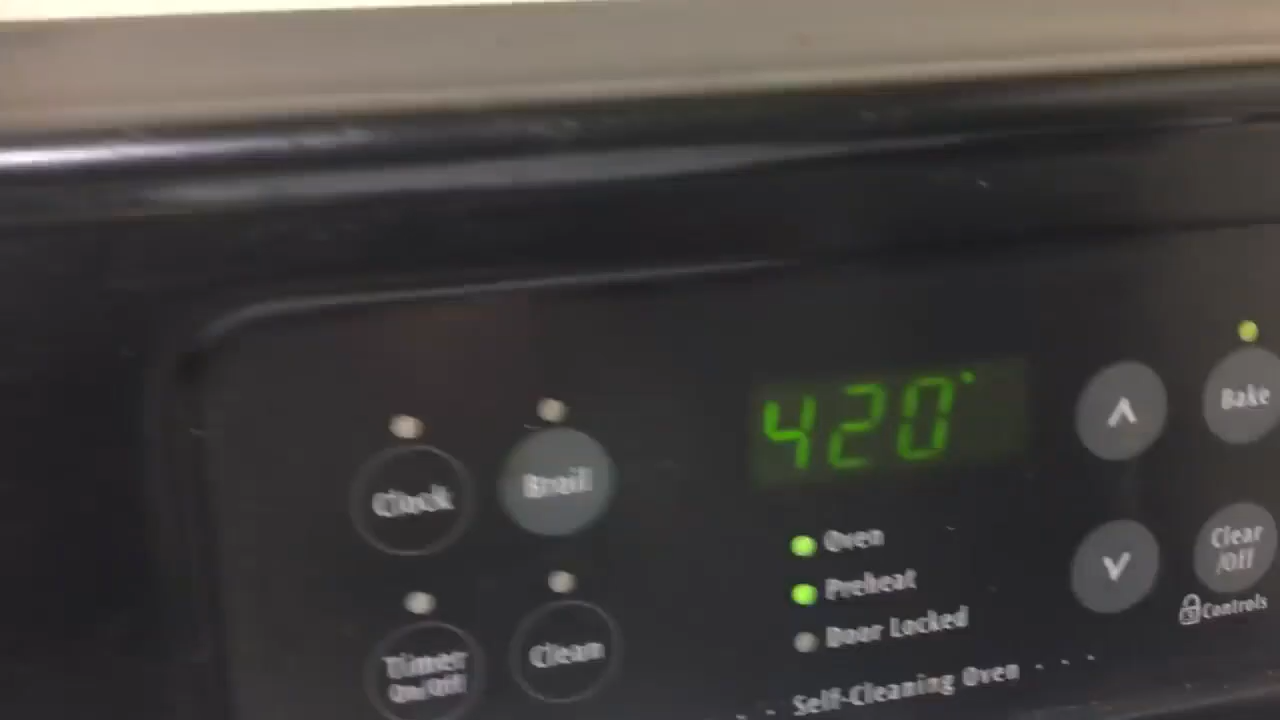 420°
Clock
Broil
Bake
Oven
Preheat
Door Locked
Clear
/Off
Controls
Timer
On/Off
Clean
Self-Cleaning Oven